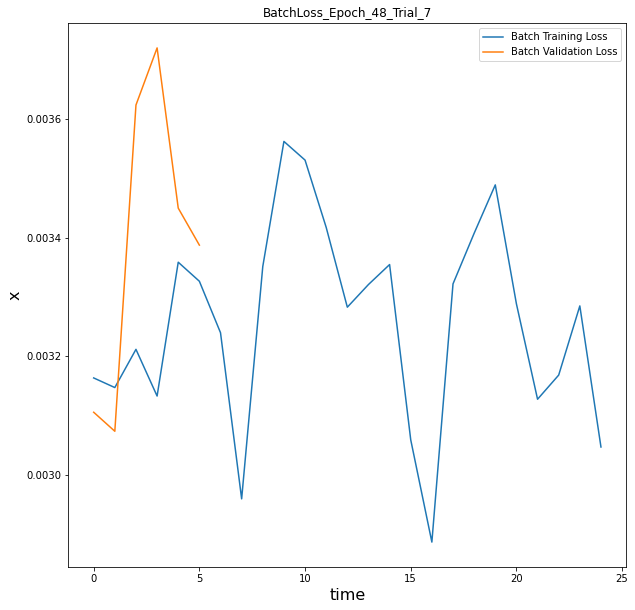 BatchLoss_Epoch_48_Trial_7
Batch Training Loss
Batch Validation Loss
0.0036
0.0034
0.0032
0.0030
x
0 5 10 15 20 25
time